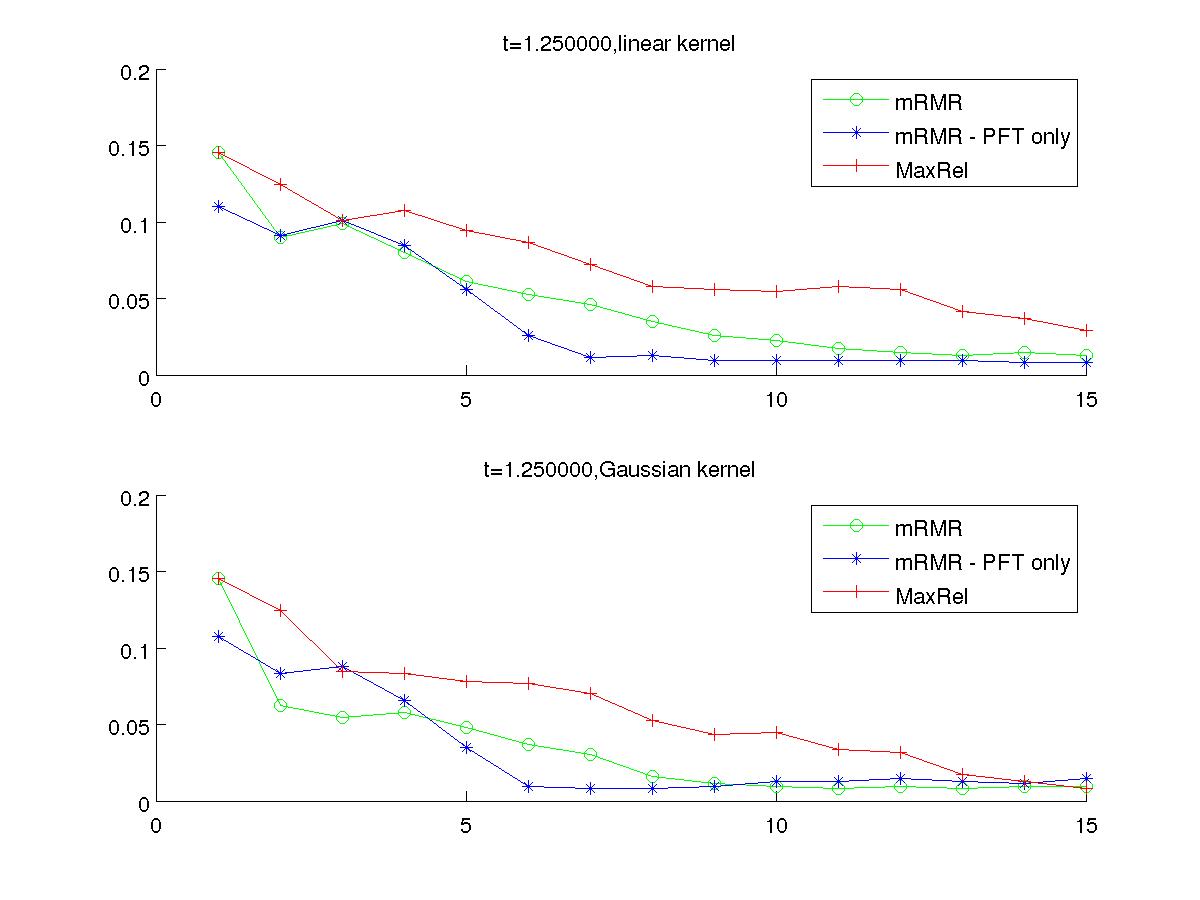 t=1.250000,linear kernel
0.2
0.15
0.1
0.05
0
0 5 10 15
mRMR
mRMR - PFT only
MaxRel
t=1.250000,Gaussian kernel
0.2
0.15
0.1
0.05
0
0 5 10 15
mRMR
mRMR - PFT only
MaxRel